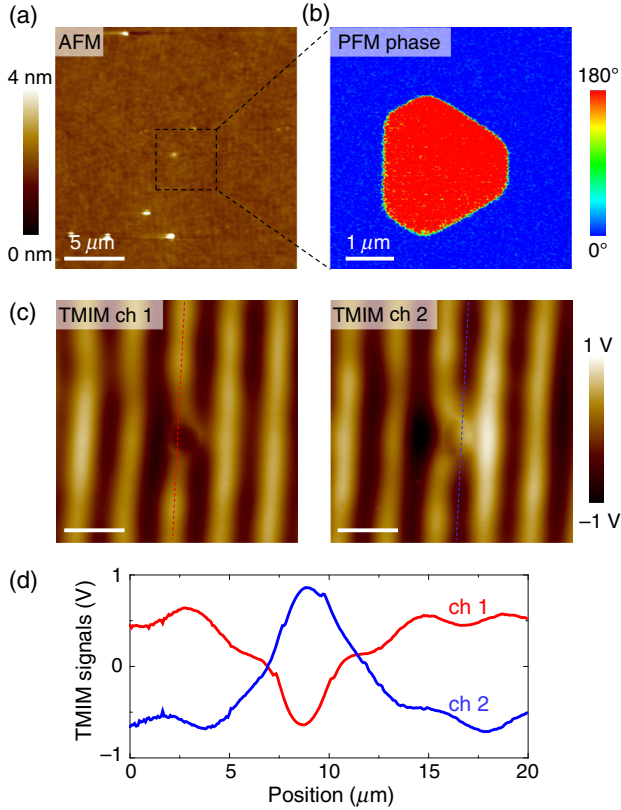 (a)
AFM
4 nm
0 nm
5 μm
(b)
PFM phase
180°
0°
1 μm
(c)
TMIM ch 1
TMIM ch 2
1 V
−1 V
(d)
TMIM signals (V)
1
0
−1
ch 1
ch 2
0 5 10 15 20
Position (μm)